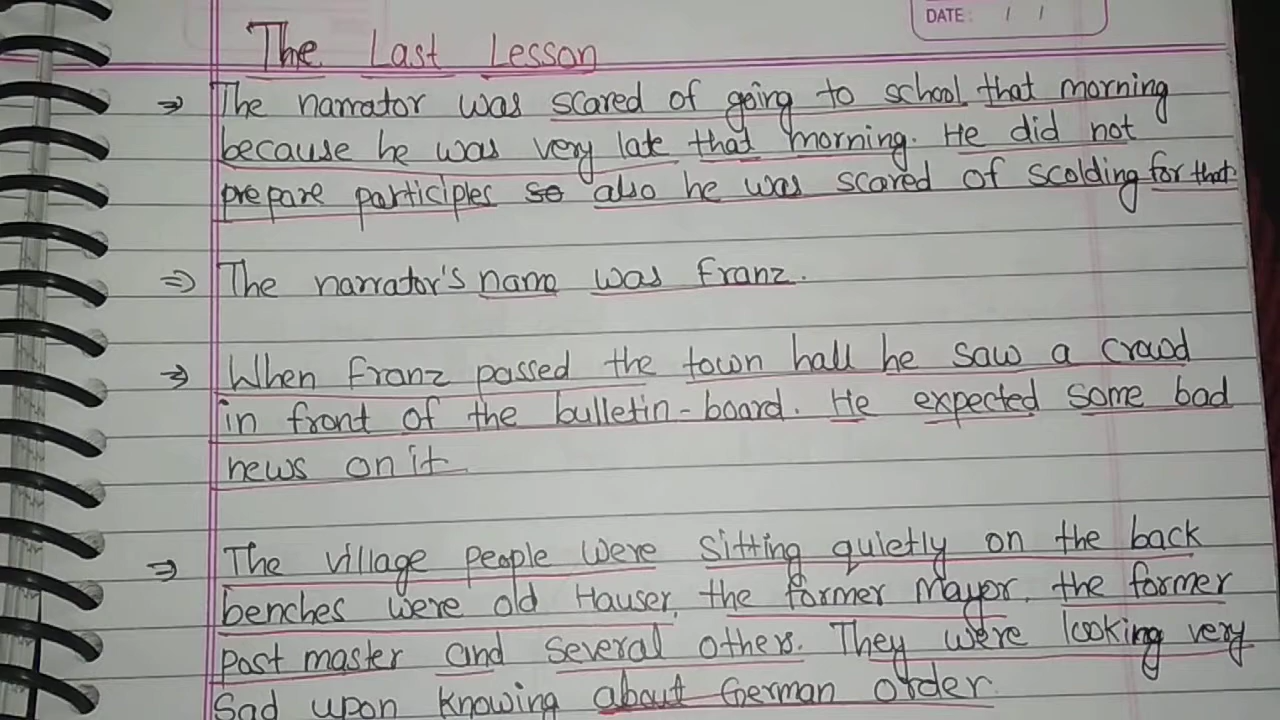 DATE: / /
The Last Lesson
⇒ The narrator was scared of going to school that morning
because he was very late that morning. He did not
prepare participles so also he was scared of scolding for that
⇒ The narrator's name was Franz.
⇒ When Franz passed the town hall he saw a crowd
in front of the bulletin-board. He expected some bad
news on it
⇒ The village people were sitting quietly on the back
benches were old Hauser, the former Mayor, the former
Post master and several others. They were looking very
Sad upon knowing about German order.